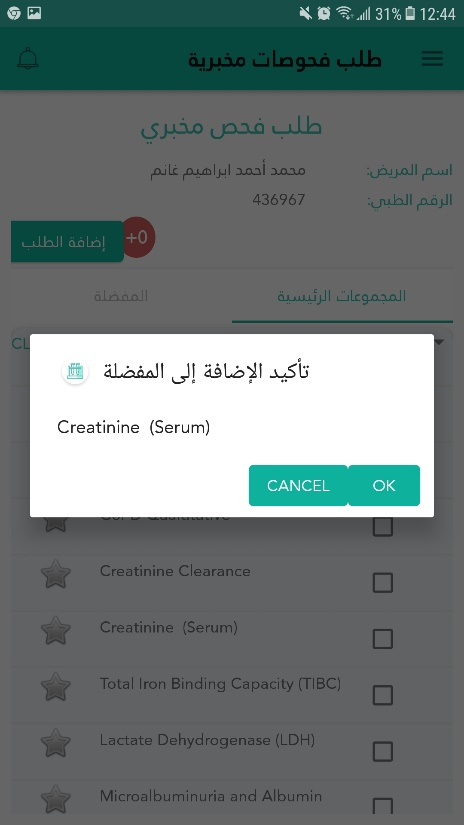 31% 12:44
طلب فحوصات مخبرية
طلب فحص مخبري
اسم المريض: محمد أحمد ابراهيم غانم
الرقم الطبي: 436967
+0 إضافة الطلب
المجموعات الرئيسية المفضلة
CL
تأكيد الإضافة إلى المفضلة
Creatinine (Serum)
CANCEL OK
Creatinine Clearance
Creatinine (Serum)
Total Iron Binding Capacity (TIBC)
Lactate Dehydrogenase (LDH)
Microalbuminuria and Albumin